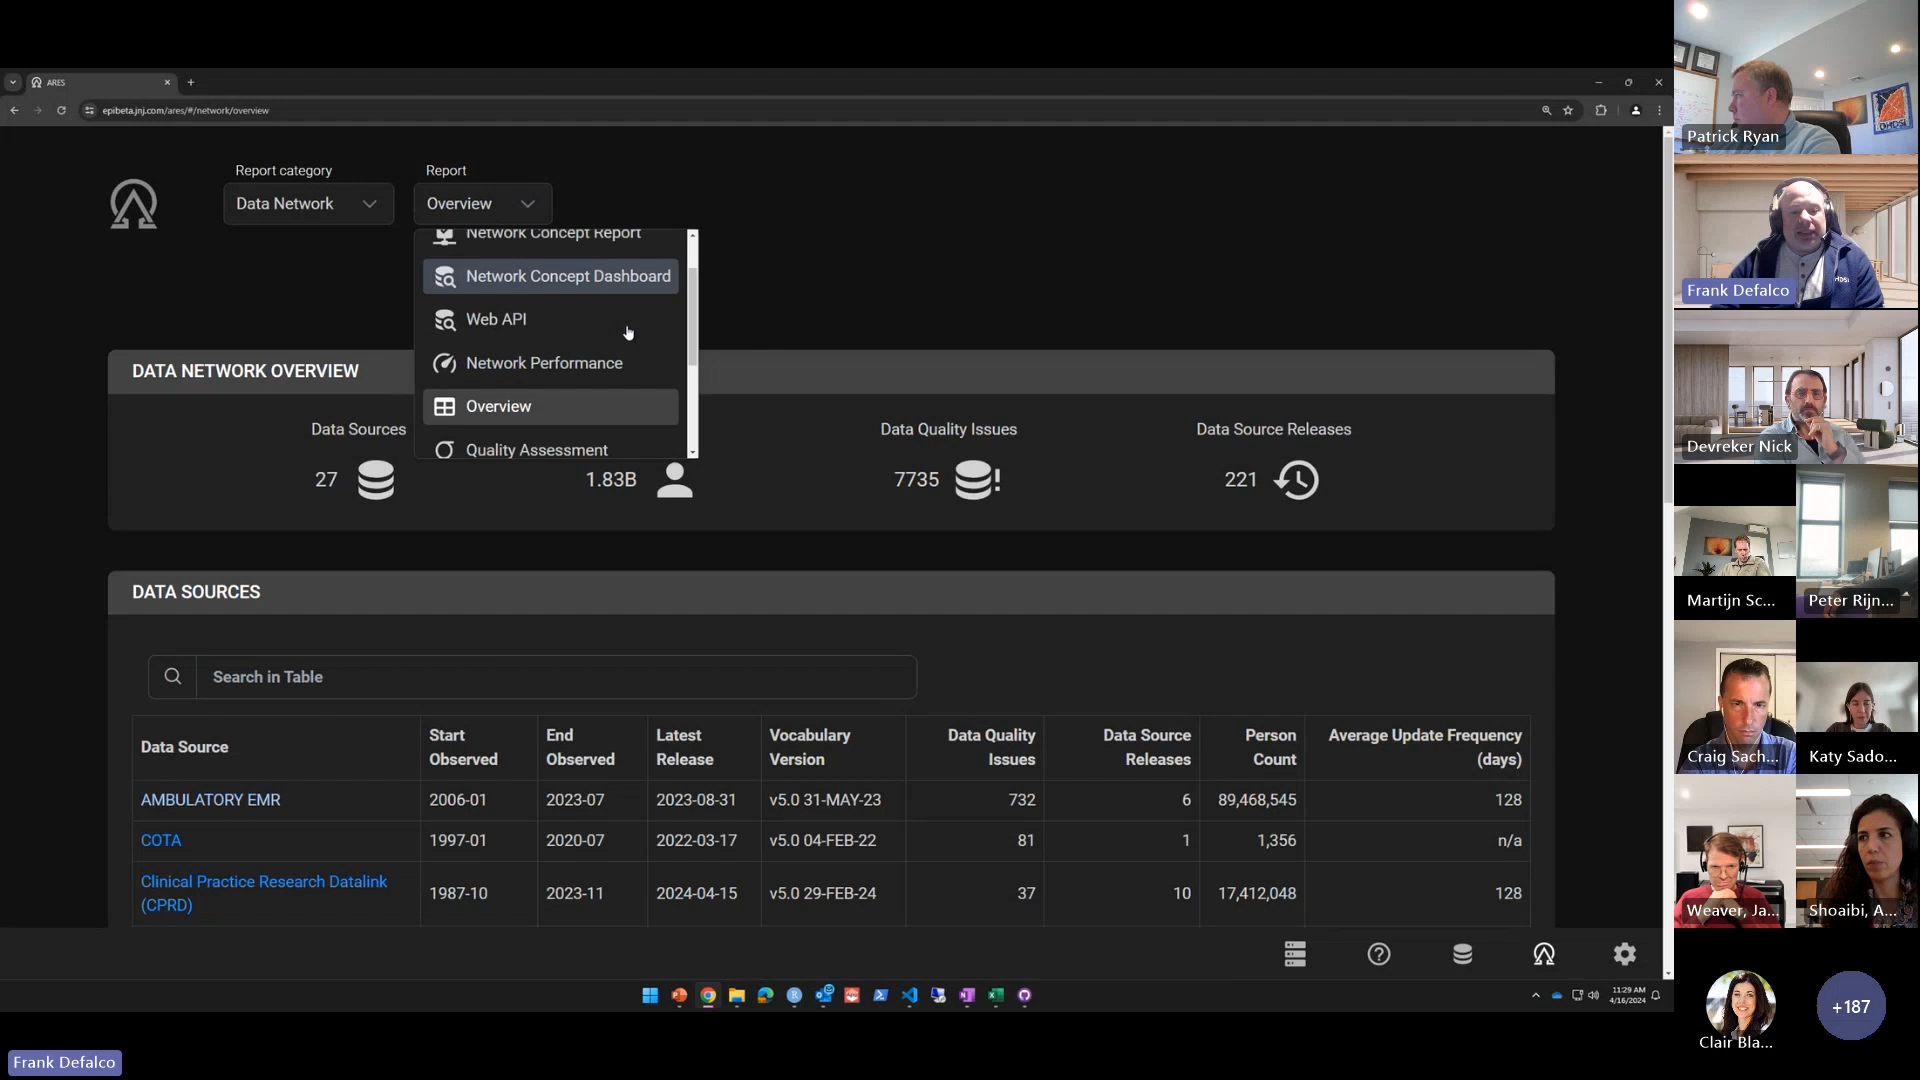 ARES
epibeta.jnj.com/ares/#/network/overview
Report category
Report
Data Network
Overview
Network Concept Report
Network Concept Dashboard
Web API
Network Performance
Overview
Quality Assessment
DATA NETWORK OVERVIEW
Data Sources
Data Quality Issues
Data Source Releases
27
1.83B
7735
221
DATA SOURCES
Search in Table
Data Source
Start Observed
End Observed
Latest Release
Vocabulary Version
Data Quality Issues
Data Source Releases
Person Count
Average Update Frequency (days)
AMBULATORY EMR 2006-01 2023-07 2023-08-31 v5.0 31-MAY-23 732 6 89,468,545 128
COTA 1997-01 2020-07 2022-03-17 v5.0 04-FEB-22 81 1 1,356 n/a
Clinical Practice Research Datalink (CPRD) 1987-10 2023-11 2024-04-15 v5.0 29-FEB-24 37 10 17,412,048 128
11:29 AM
4/16/2024
Frank Defalco
Patrick Ryan
OHDSI
Frank Defalco
Devreker Nick
Martijn Sc...
Peter Rijn...
Craig Sach...
Katy Sado...
Weaver, Ja...
Shoaibi, A...
Clair Bla...
+187